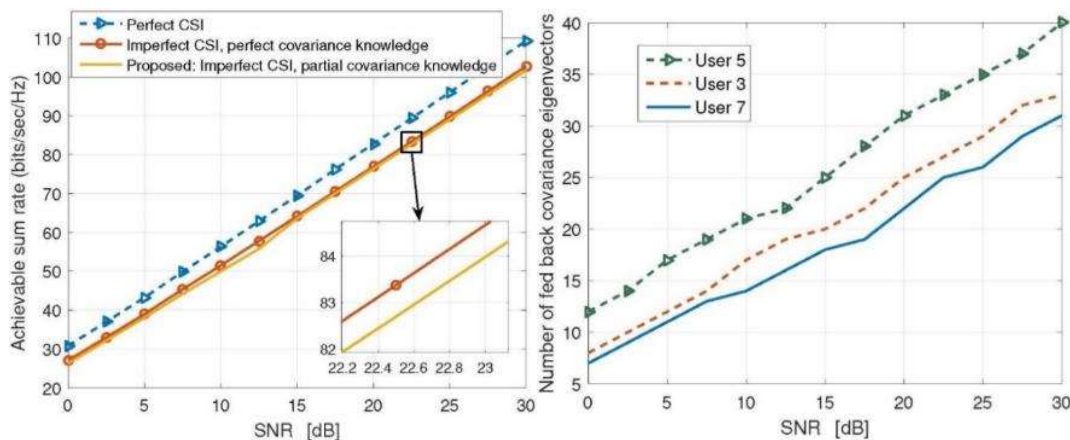 Perfect CSI
Imperfect CSI, perfect covariance knowledge
Proposed: Imperfect CSI, partial covariance knowledge
Achievable sum rate (bits/sec/Hz)
110
100
90
80
70
60
50
40
30
20
84
83
82
22.2 22.4 22.6 22.8 23
0 5 10 15 20 25 30
SNR [dB]
User 5
User 3
User 7
Number of fed back covariance eigenvectors
40
35
30
25
20
15
10
5
0 5 10 15 20 25 30
SNR [dB]